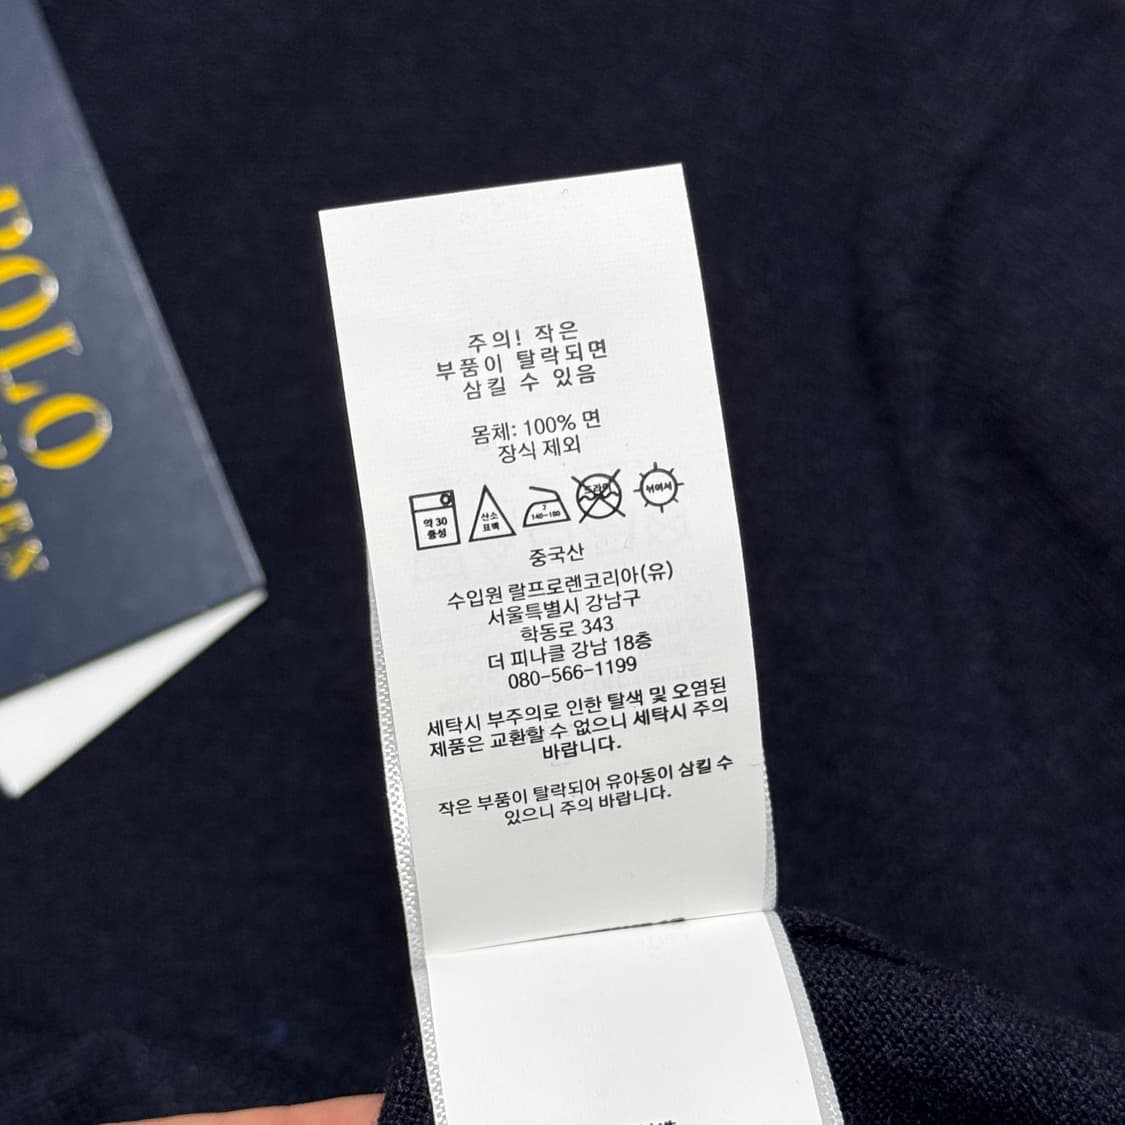 POLO
주의! 작은
부품이 탈락되면
삼킬 수 있음
몸체: 100% 면
장식 제외
약 30
중성
산소
표백
2
140~160
드라이
뉘여서
중국산
수입원 랄프로렌코리아(유)
서울특별시 강남구
학동로 343
더 피나클 강남 18층
080-566-1199
세탁시 부주의로 인한 탈색 및 오염된
제품은 교환할 수 없으니 세탁시 주의
바랍니다.
작은 부품이 탈락되어 유아동이 삼킬 수
있으니 주의 바랍니다.